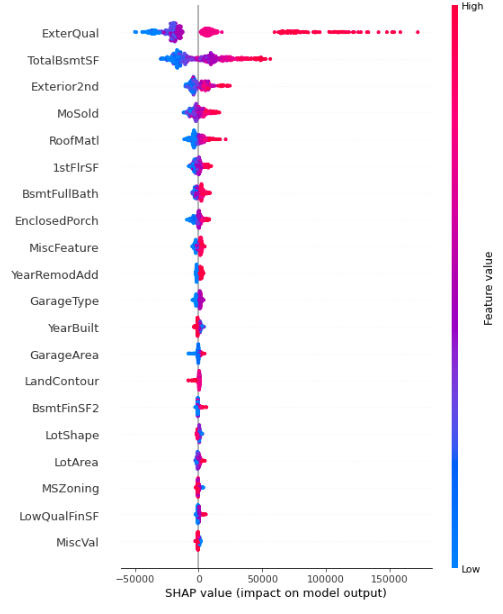 High
ExterQual
TotalBsmtSF
Exterior2nd
MoSold
RoofMatl
1stFlrSF
BsmtFullBath
EnclosedPorch
MiscFeature
YearRemodAdd
GarageType
YearBuilt
GarageArea
LandContour
BsmtFinSF2
LotShape
LotArea
MSZoning
LowQualFinSF
MiscVal
Feature value
Low
−50000 0 50000 100000 150000
SHAP value (impact on model output)